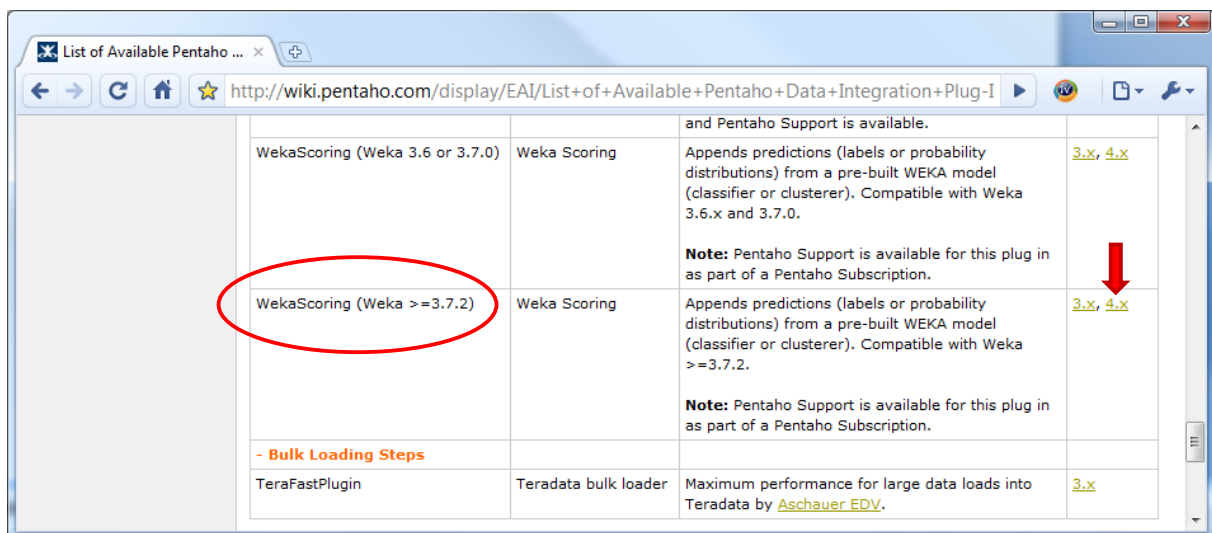 List of Available Pentaho ...
http://wiki.pentaho.com/display/EAI/List+of+Available+Pentaho+Data+Integration+Plug-I
and Pentaho Support is available.
WekaScoring (Weka 3.6 or 3.7.0) Weka Scoring Appends predictions (labels or probability 3.x, 4.x
distributions) from a pre-built WEKA model
(classifier or clusterer). Compatible with Weka
3.6.x and 3.7.0.
Note: Pentaho Support is available for this plug in
as part of a Pentaho Subscription.
WekaScoring (Weka >=3.7.2) Weka Scoring Appends predictions (labels or probability 3.x, 4.x
distributions) from a pre-built WEKA model
(classifier or clusterer). Compatible with Weka
>=3.7.2.
Note: Pentaho Support is available for this plug in
as part of a Pentaho Subscription.
- Bulk Loading Steps
TeraFastPlugin Teradata bulk loader Maximum performance for large data loads into 3.x
Teradata by Aschauer EDV.